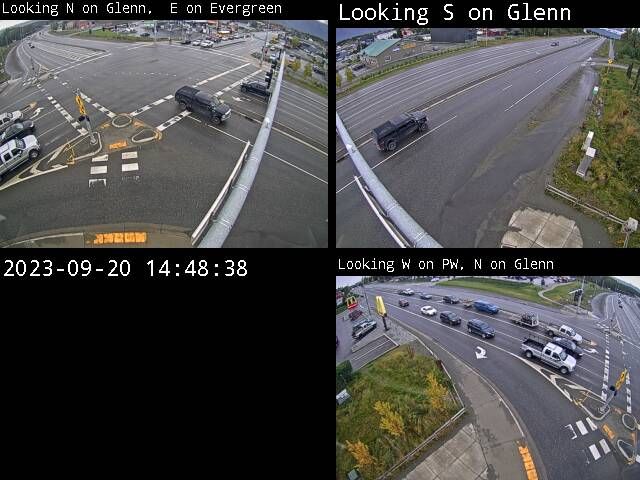 Looking N on Glenn, E on Evergreen
Looking S on Glenn
2023-09-20 14:48:38
Looking W on PW, N on Glenn